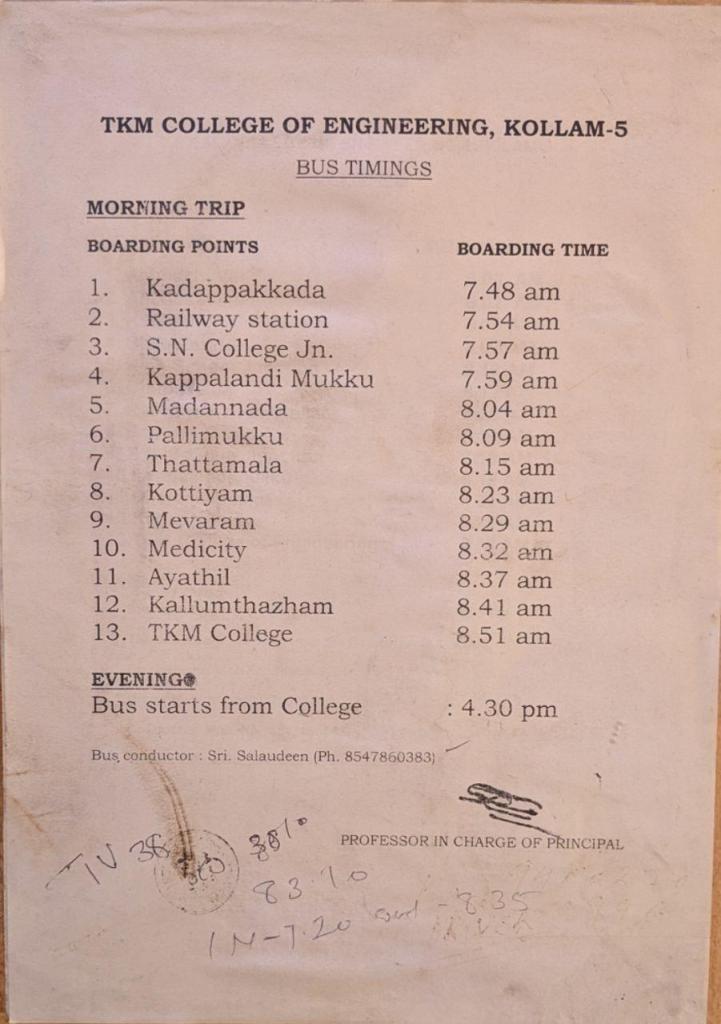 TKM COLLEGE OF ENGINEERING, KOLLAM-5
BUS TIMINGS
MORNING TRIP
BOARDING POINTS BOARDING TIME
1. Kadappakkada 7.48 am
2. Railway station 7.54 am
3. S.N. College Jn. 7.57 am
4. Kappalandi Mukku 7.59 am
5. Madannada 8.04 am
6. Pallimukku 8.09 am
7. Thattamala 8.15 am
8. Kottiyam 8.23 am
9. Mevaram 8.29 am
10. Medicity 8.32 am
11. Ayathil 8.37 am
12. Kallumthazham 8.41 am
13. TKM College 8.51 am
EVENING
Bus starts from College : 4.30 pm
Bus conductor : Sri. Salaudeen (Ph. 8547860383)
PROFESSOR IN CHARGE OF PRINCIPAL
TV 38
83.10
IN-7.20 - 8.35